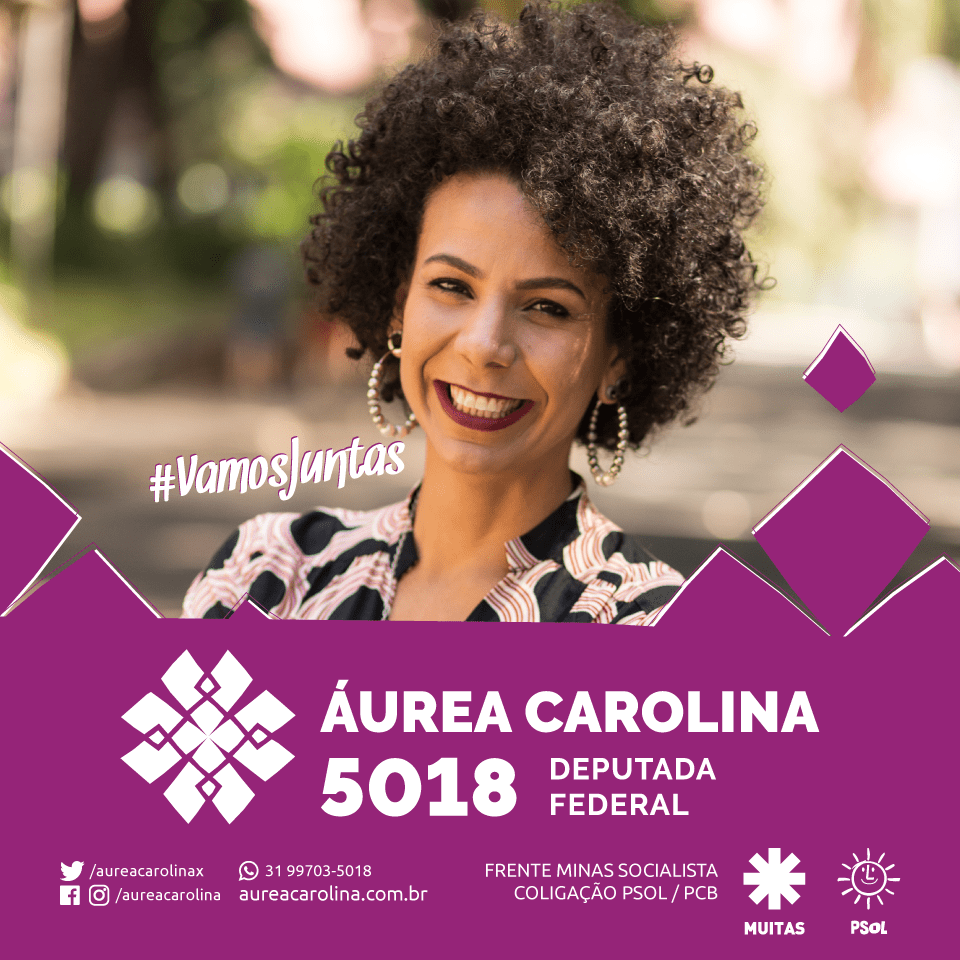 #VamosJuntas
ÁUREA CAROLINA
5018
DEPUTADA
FEDERAL
/aureacarolinax
31 99703-5018
/aureacarolina
aureacarolina.com.br
FRENTE MINAS SOCIALISTA
COLIGAÇÃO PSOL / PCB
MUITAS
PSOL